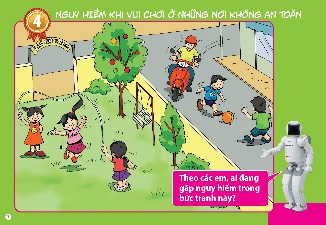 4
NGUY HIỂM KHI VUI CHƠI Ở NHỮNG NƠI KHÔNG AN TOÀN
Theo các em, ai đang
gặp nguy hiểm trong
bức tranh này?